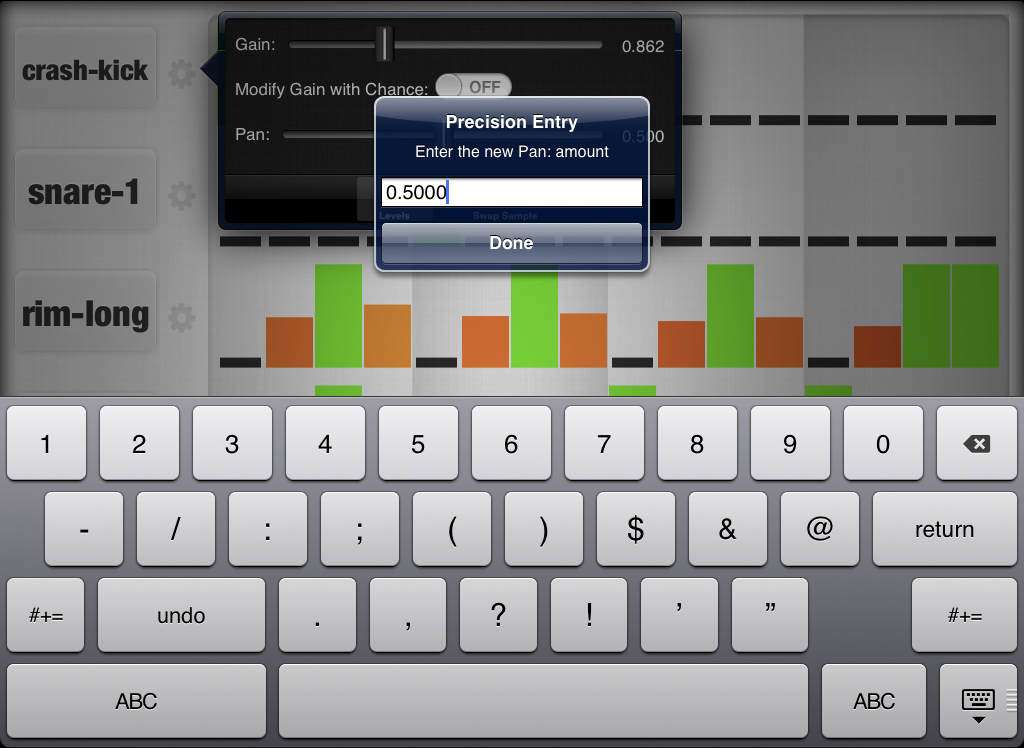 crash-kick
Gain:
0.862
Modify Gain with Chance:
OFF
Pan:
0.500
Precision Entry
Enter the new Pan: amount
0.5000
Levels
Swap Sample
Done
snare-1
rim-long
1 2 3 4 5 6 7 8 9 0
- / : ; ( ) $ & @ return
#+= undo . , ? ! ’ ” #+=
ABC ABC